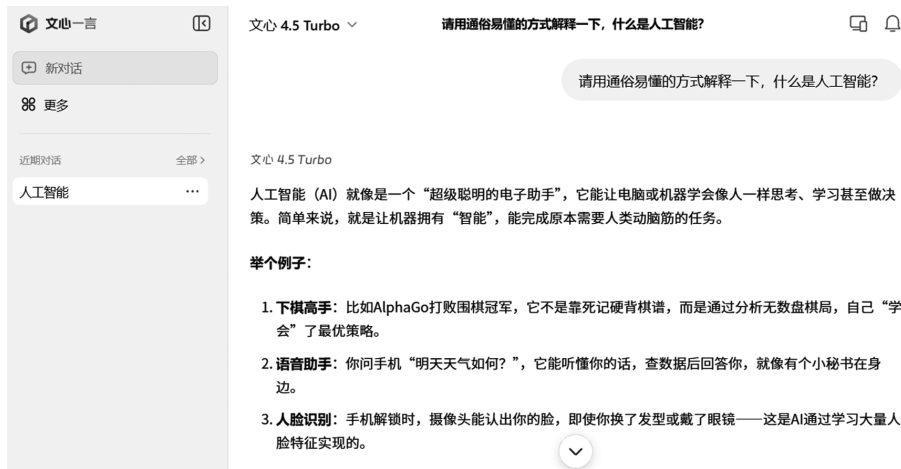 文心一言
新对话
更多
近期对话
全部
人工智能
文心 4.5 Turbo
请用通俗易懂的方式解释一下，什么是人工智能？
请用通俗易懂的方式解释一下，什么是人工智能？
文心 4.5 Turbo
人工智能（AI）就像是一个“超级聪明的电子助手”，它能让电脑或机器学会像人一样思考、学习甚至做决
策。简单来说，就是让机器拥有“智能”，能完成原本需要人类动脑筋的任务。
举个例子：
1. 下棋高手：比如AlphaGo打败围棋冠军，它不是靠死记硬背棋谱，而是通过分析无数盘棋局，自己“学
会”了最优策略。
2. 语音助手：你问手机“明天天气如何？”，它能听懂你的话，查数据后回答你，就像有个小秘书在身
边。
3. 人脸识别：手机解锁时，摄像头能认出你的脸，即使你换了发型或戴了眼镜——这是AI通过学习大量人
脸特征实现的。